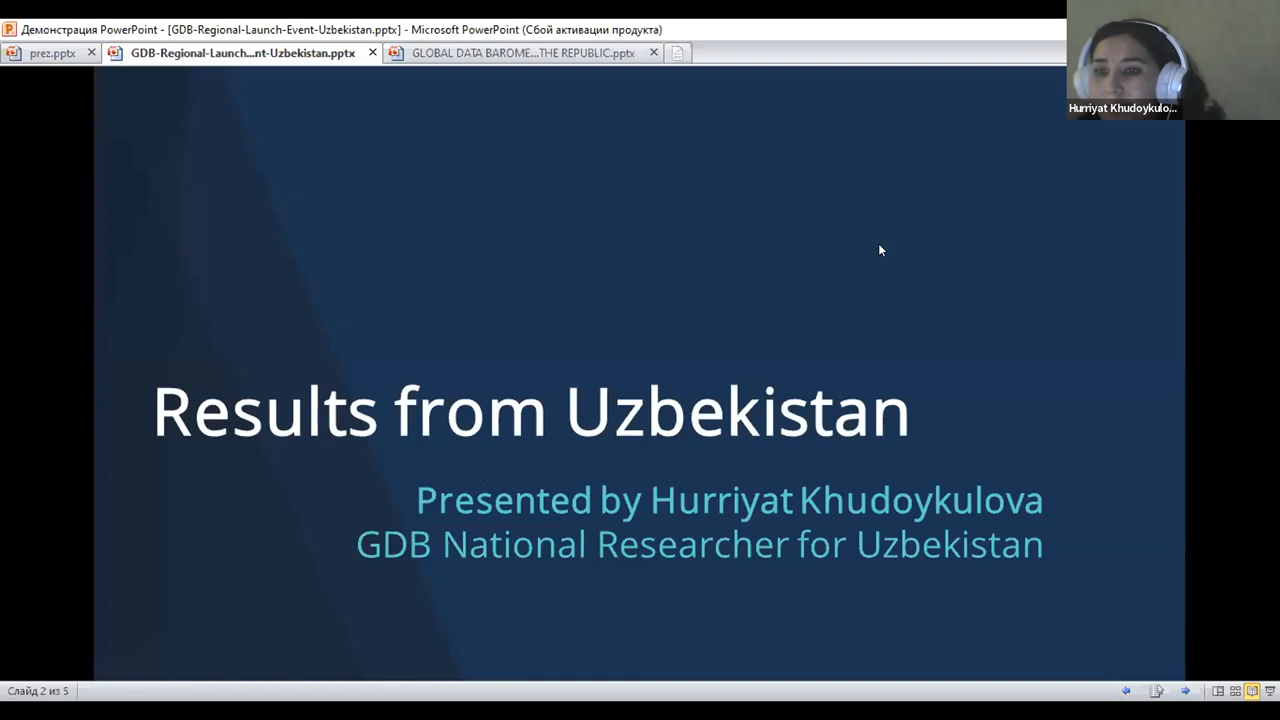 Демонстрация PowerPoint - [GDB-Regional-Launch-Event-Uzbekistan.pptx] - Microsoft PowerPoint (Сбой активации продукта)
prez.pptx
GDB-Regional-Launch...nt-Uzbekistan.pptx
GLOBAL DATA BAROME...THE REPUBLIC.pptx
Hurriyat Khudoykulo...
Results from Uzbekistan
Presented by Hurriyat Khudoykulova
GDB National Researcher for Uzbekistan
Слайд 2 из 5